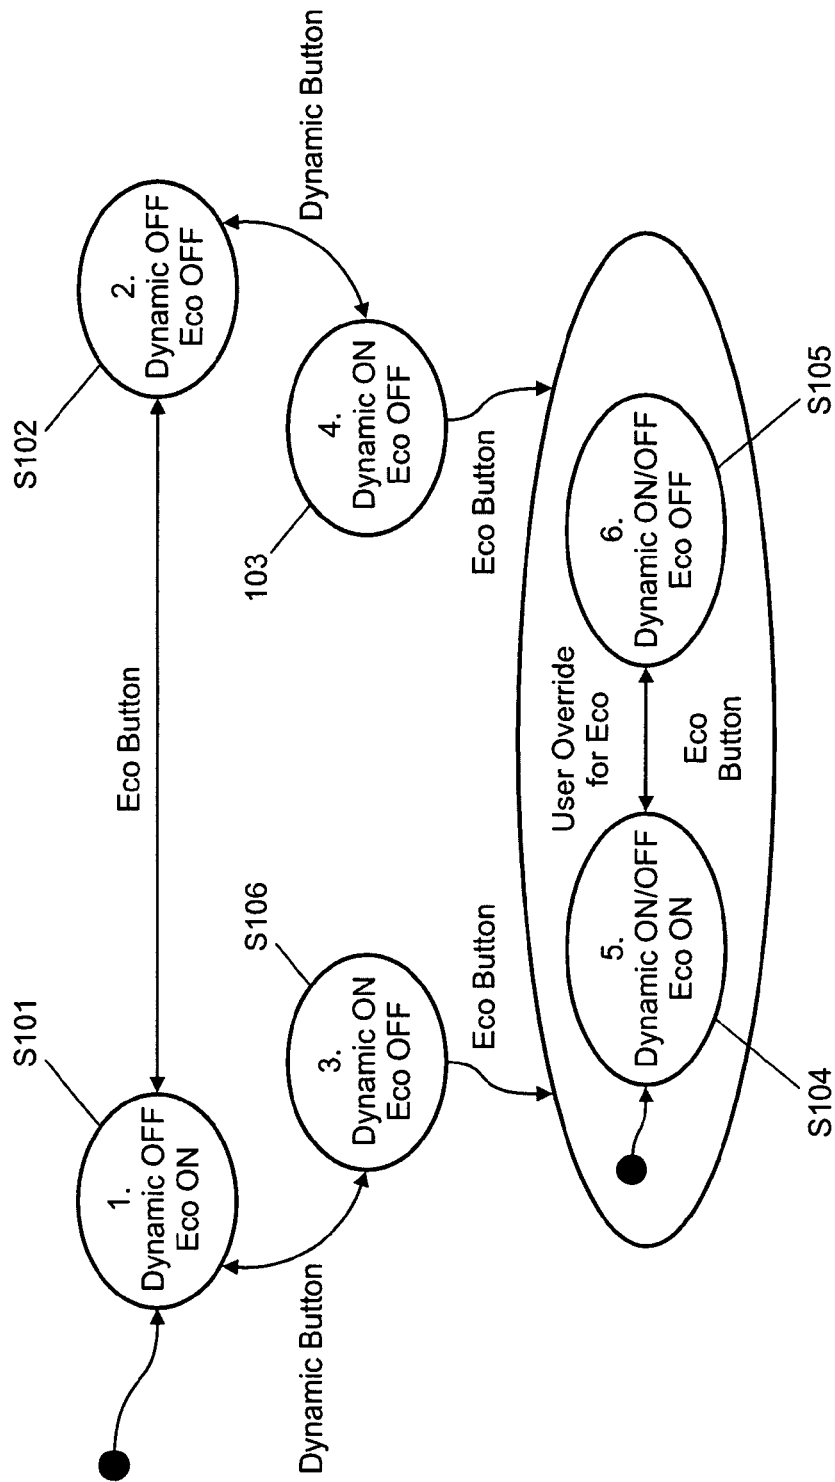 S101
1.
Dynamic OFF
Eco ON
Eco Button
S102
2.
Dynamic OFF
Eco OFF
Dynamic Button
S106
3.
Dynamic ON
Eco OFF
103
4.
Dynamic ON
Eco OFF
Dynamic Button
Eco Button
Eco Button
5.
Dynamic ON/OFF
Eco ON
User Override
for Eco
Eco
Button
6.
Dynamic ON/OFF
Eco OFF
S104
S105